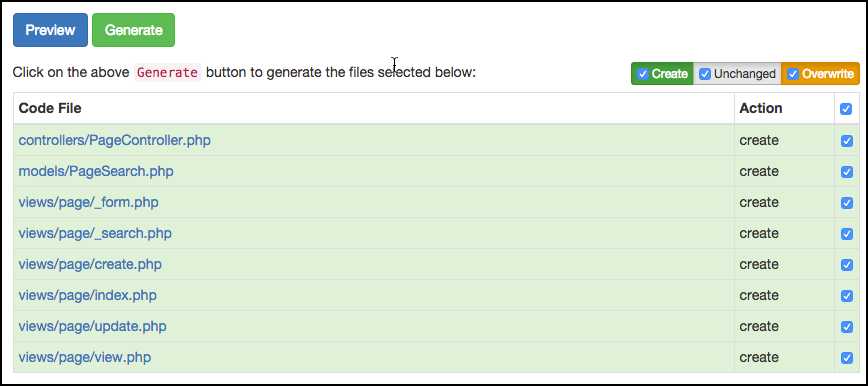 Preview Generate
Click on the above Generate button to generate the files selected below: Create Unchanged Overwrite
Code File Action
controllers/PageController.php create
models/PageSearch.php create
views/page/_form.php create
views/page/_search.php create
views/page/create.php create
views/page/index.php create
views/page/update.php create
views/page/view.php create